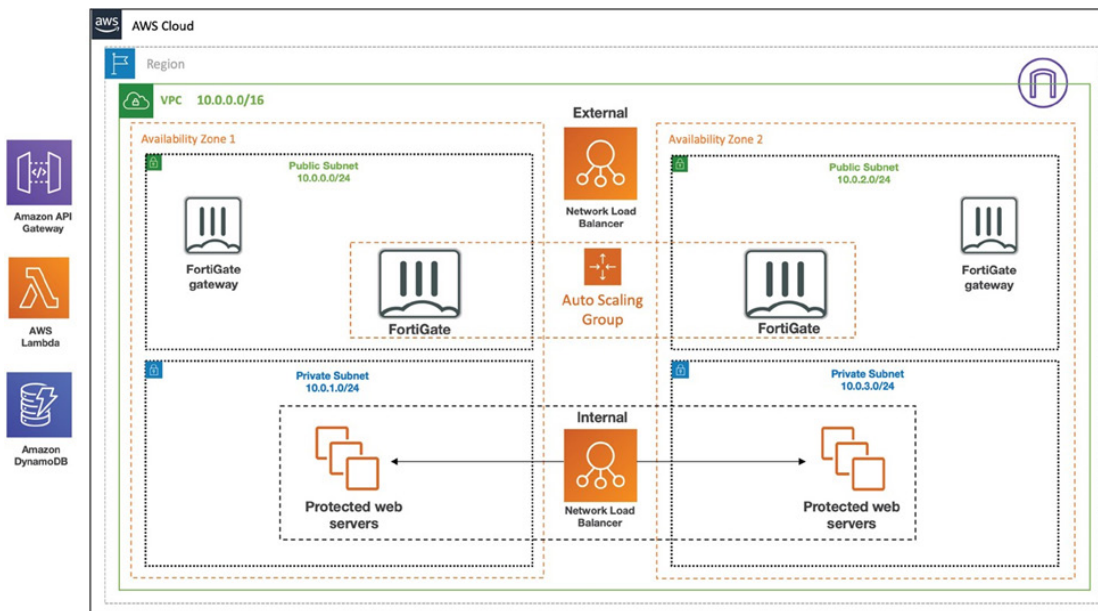 aws
AWS Cloud
Region
VPC 10.0.0.0/16
External
Availability Zone 1
Availability Zone 2
Public Subnet
10.0.0.0/24
Public Subnet
10.0.2.0/24
Amazon API
Gateway
Network Load
Balancer
FortiGate
gateway
FortiGate
gateway
Auto Scaling
Group
FortiGate
FortiGate
AWS
Lambda
Private Subnet
10.0.1.0/24
Private Subnet
10.0.3.0/24
Internal
Amazon
DynamoDB
Protected web
servers
Network Load
Balancer
Protected web
servers